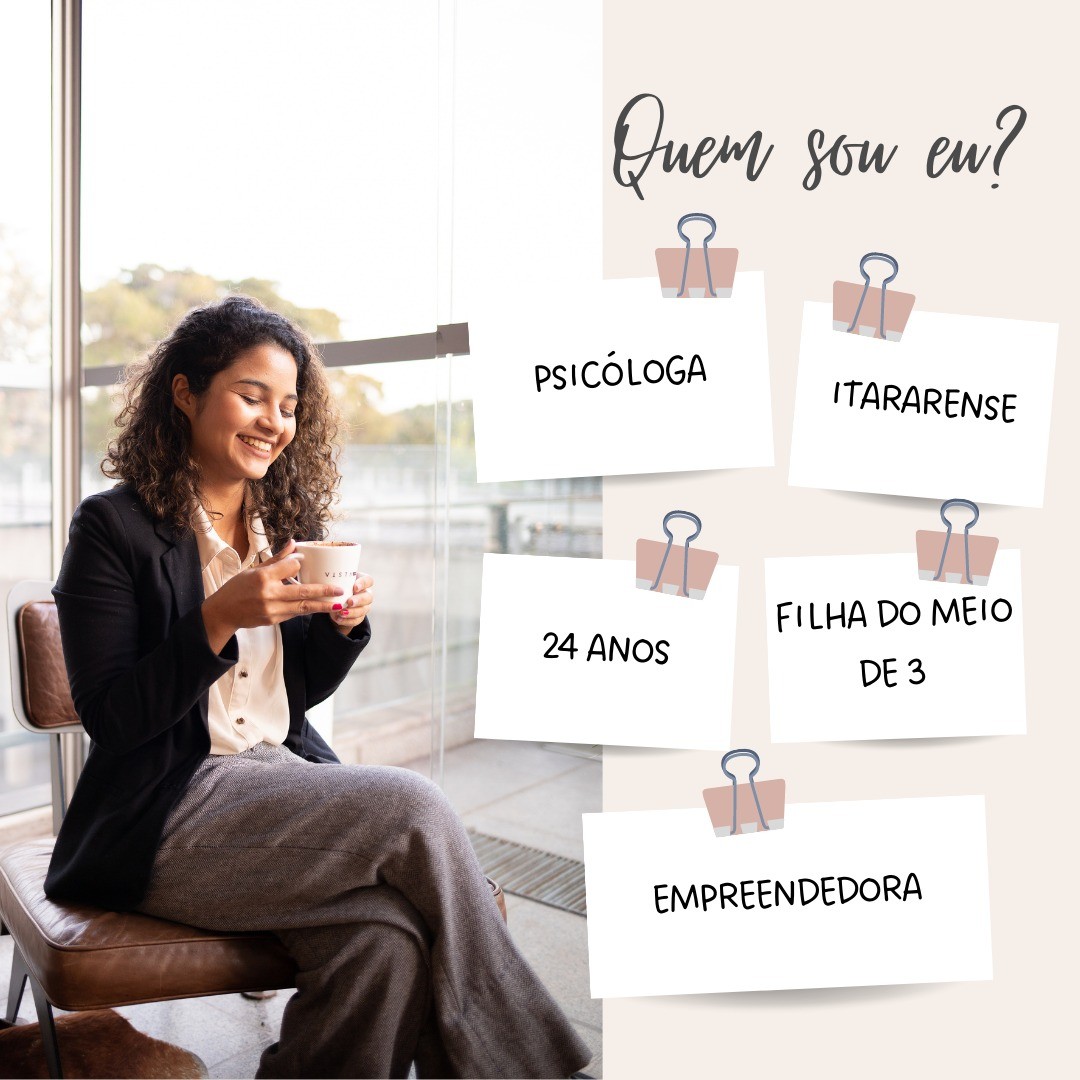 Quem sou eu?
PSICÓLOGA
ITARARENSE
24 ANOS
FILHA DO MEIO
DE 3
EMPREENDEDORA